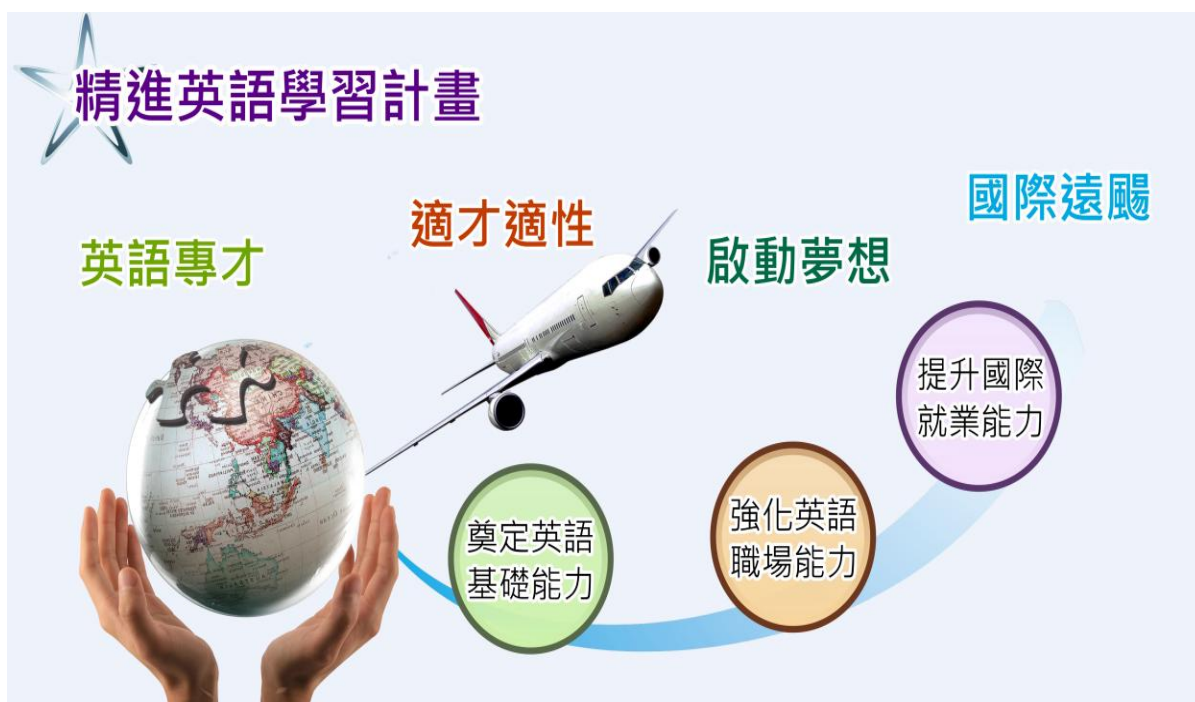 精進英語學習計畫
英語專才
適才適性
啟動夢想
國際遠颺
奠定英語
基礎能力
強化英語
職場能力
提升國際
就業能力